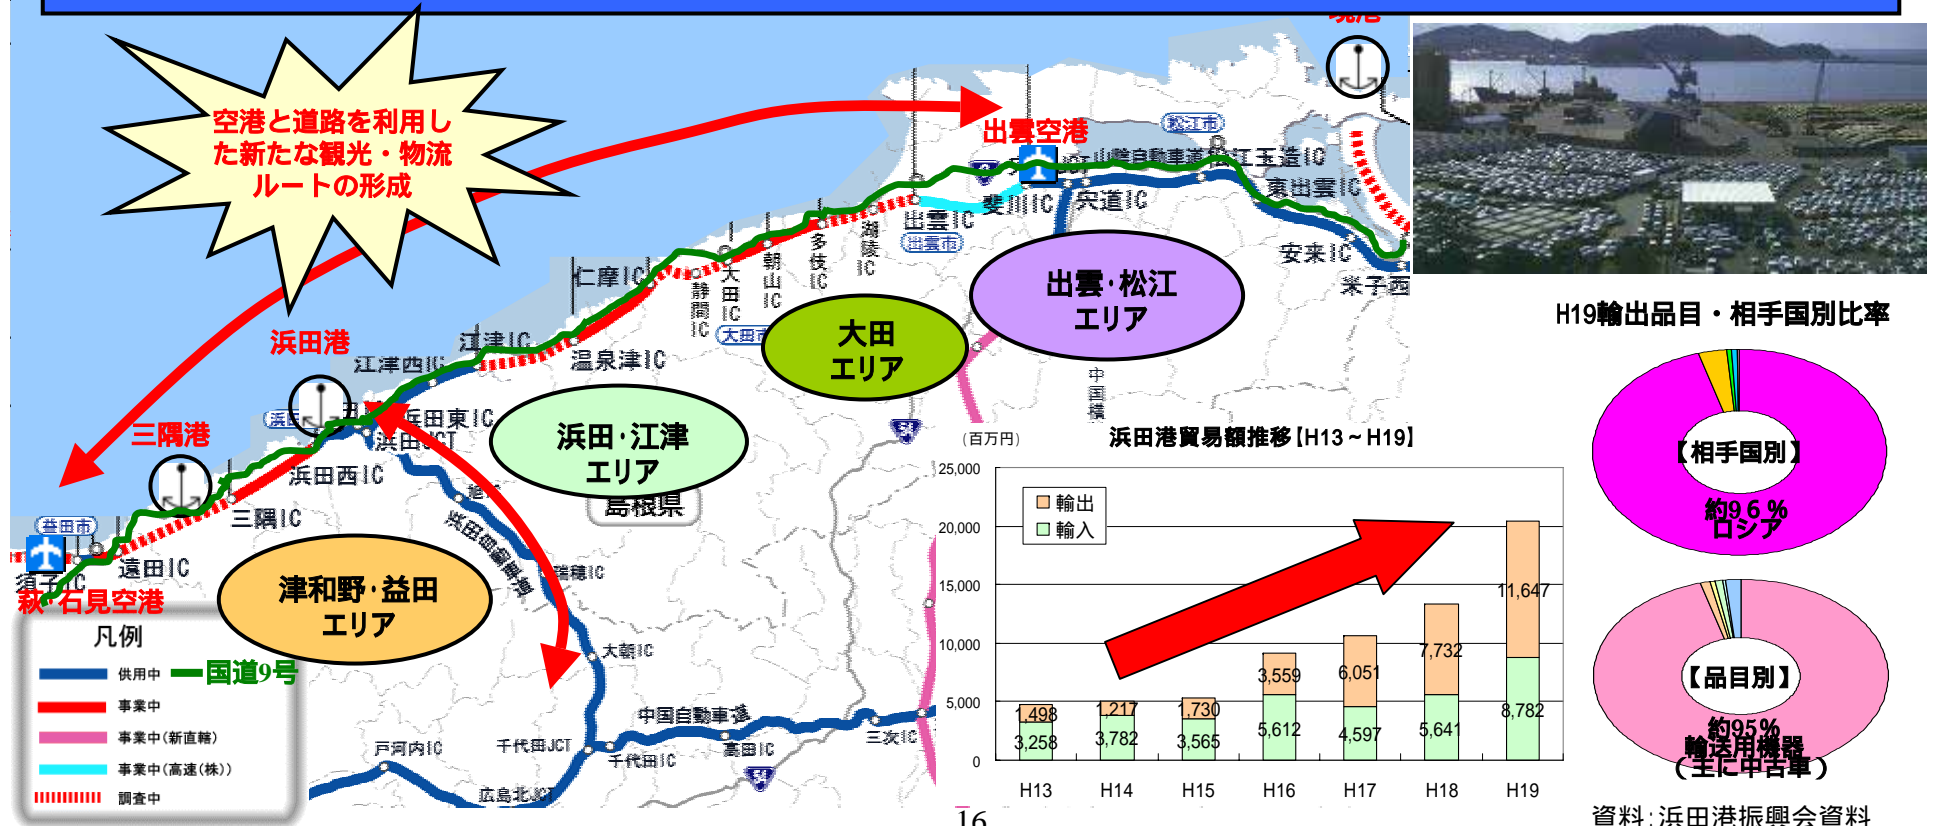 空港と道路を利用し
た新たな観光・物流
ルートの形成
出雲空港
松江市
山陰自動車道
松江玉造IC
東出雲IC
宍道IC
斐川IC
出雲IC
出雲市
安来IC
米子西
湖陵IC
多伎IC
朝山IC
大田IC
静間IC
仁摩IC
温泉津IC
江津IC
江津西IC
浜田港
浜田東IC
浜田JCT
浜田西IC
三隅港
三隅IC
益田市
遠田IC
須子IC
萩・石見空港
出雲・松江
エリア
大田
エリア
浜田・江津
エリア
島根県
津和野・益田
エリア
瑞穂IC
大朝IC
中国自動車道
戸河内IC
千代田JCT
千代田IC
高田IC
三次IC
広島北JCT
54
54
中国横
凡例
供用中
国道9号
事業中
事業中(新直轄)
事業中(高速(株))
調査中
浜田港貿易額推移【H13~H19】
(百万円)
25,000
20,000
15,000
10,000
5,000
0
輸出
輸入
1,498
1,217
1,730
3,559
6,051
7,732
11,647
3,258
3,782
3,565
5,612
4,597
5,641
8,782
H13
H14
H15
H16
H17
H18
H19
H19輸出品目・相手国別比率
【相手国別】
約96%
ロシア
【品目別】
約95%
輸送用機器
(主に中古車)
資料:浜田港振興会資料
16